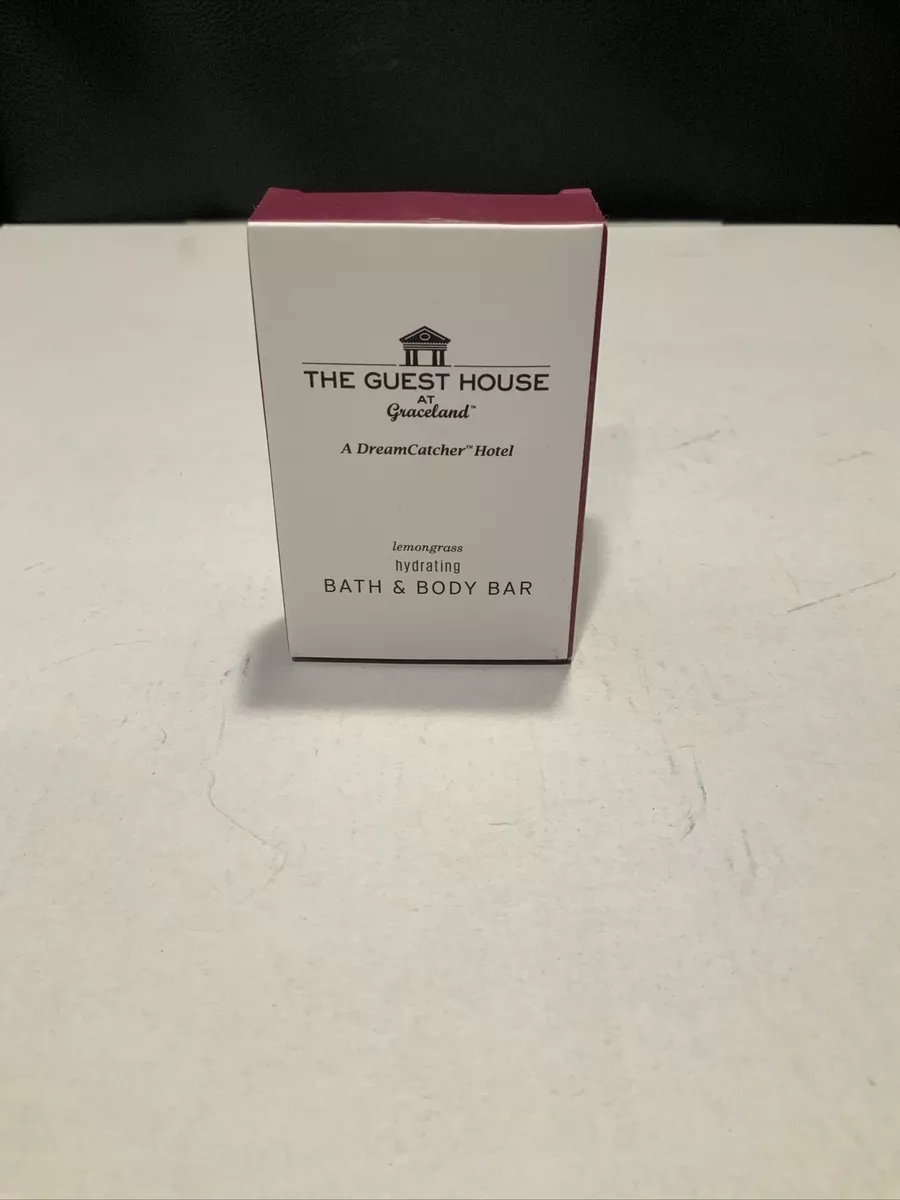 THE GUEST HOUSE
AT
Graceland™
A DreamCatcher™ Hotel
lemongrass
hydrating
BATH & BODY BAR